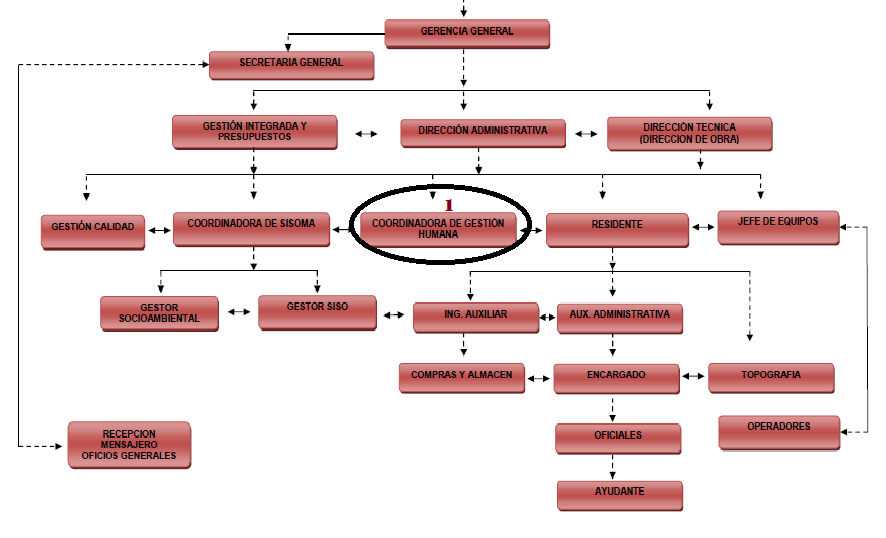 GERENCIA GENERAL
SECRETARIA GENERAL
GESTIÓN INTEGRADA Y
PRESUPUESTOS
DIRECCIÓN ADMINISTRATIVA
DIRECCIÓN TECNICA
(DIRECCION DE OBRA)
1
GESTIÓN CALIDAD
COORDINADORA DE SISOMA
COORDINADORA DE GESTIÓN
HUMANA
RESIDENTE
JEFE DE EQUIPOS
GESTOR
SOCIOAMBIENTAL
GESTOR SISO
ING. AUXILIAR
AUX. ADMINISTRATIVA
COMPRAS Y ALMACEN
ENCARGADO
TOPOGRAFIA
RECEPCION
MENSAJERO
OFICIOS GENERALES
OFICIALES
OPERADORES
AYUDANTE